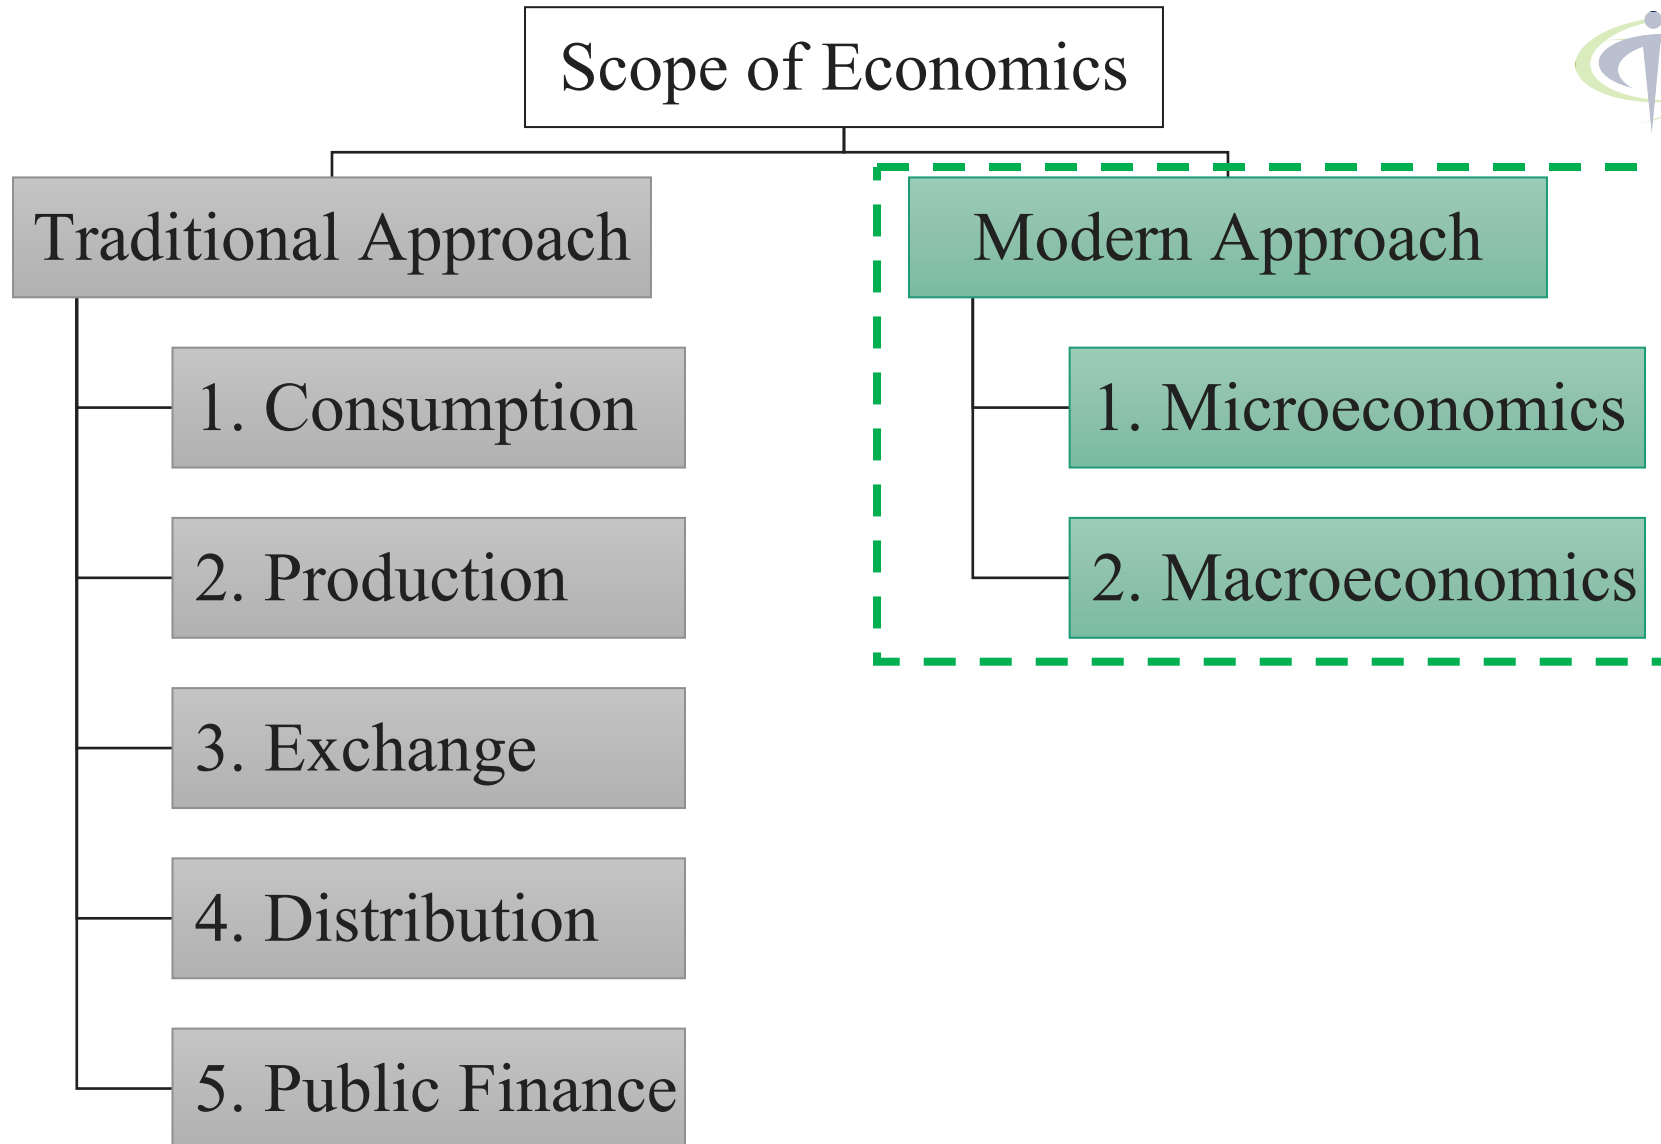 Scope of Economics
Traditional Approach
1. Consumption
2. Production
3. Exchange
4. Distribution
5. Public Finance
Modern Approach
1. Microeconomics
2. Macroeconomics